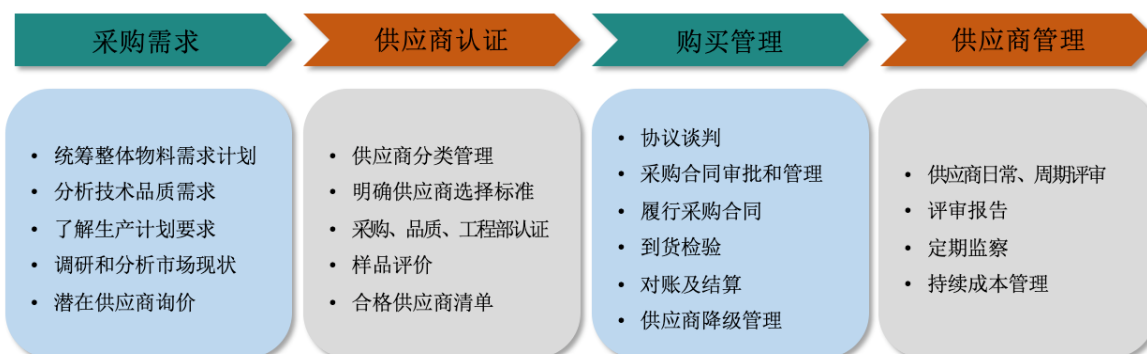 采购需求
供应商认证
购买管理
供应商管理
• 统筹整体物料需求计划
• 分析技术品质需求
• 了解生产计划要求
• 调研和分析市场现状
• 潜在供应商询价
• 供应商分类管理
• 明确供应商选择标准
• 采购、品质、工程部认证
• 样品评价
• 合格供应商清单
• 协议谈判
• 采购合同审批和管理
• 履行采购合同
• 到货检验
• 对账及结算
• 供应商降级管理
• 供应商日常、周期评审
• 评审报告
• 定期监察
• 持续成本管理